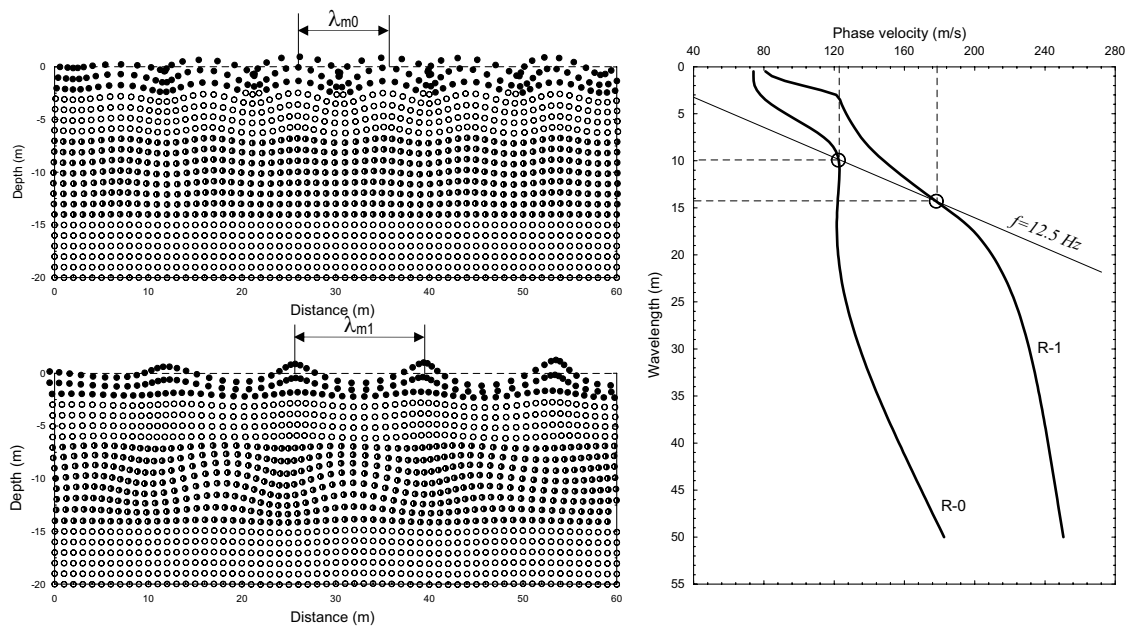 λm0
0
-5
-10
-15
-20
Depth (m)
0 10 20 30 40 50 60
Distance (m)
λm1
0
-5
-10
-15
-20
Depth (m)
0 10 20 30 40 50 60
Distance (m)
Phase velocity (m/s)
40 80 120 160 200 240 280
0
5
10
15
20
25
30
35
40
45
50
55
Wavelength (m)
f=12.5 Hz
R-1
R-0